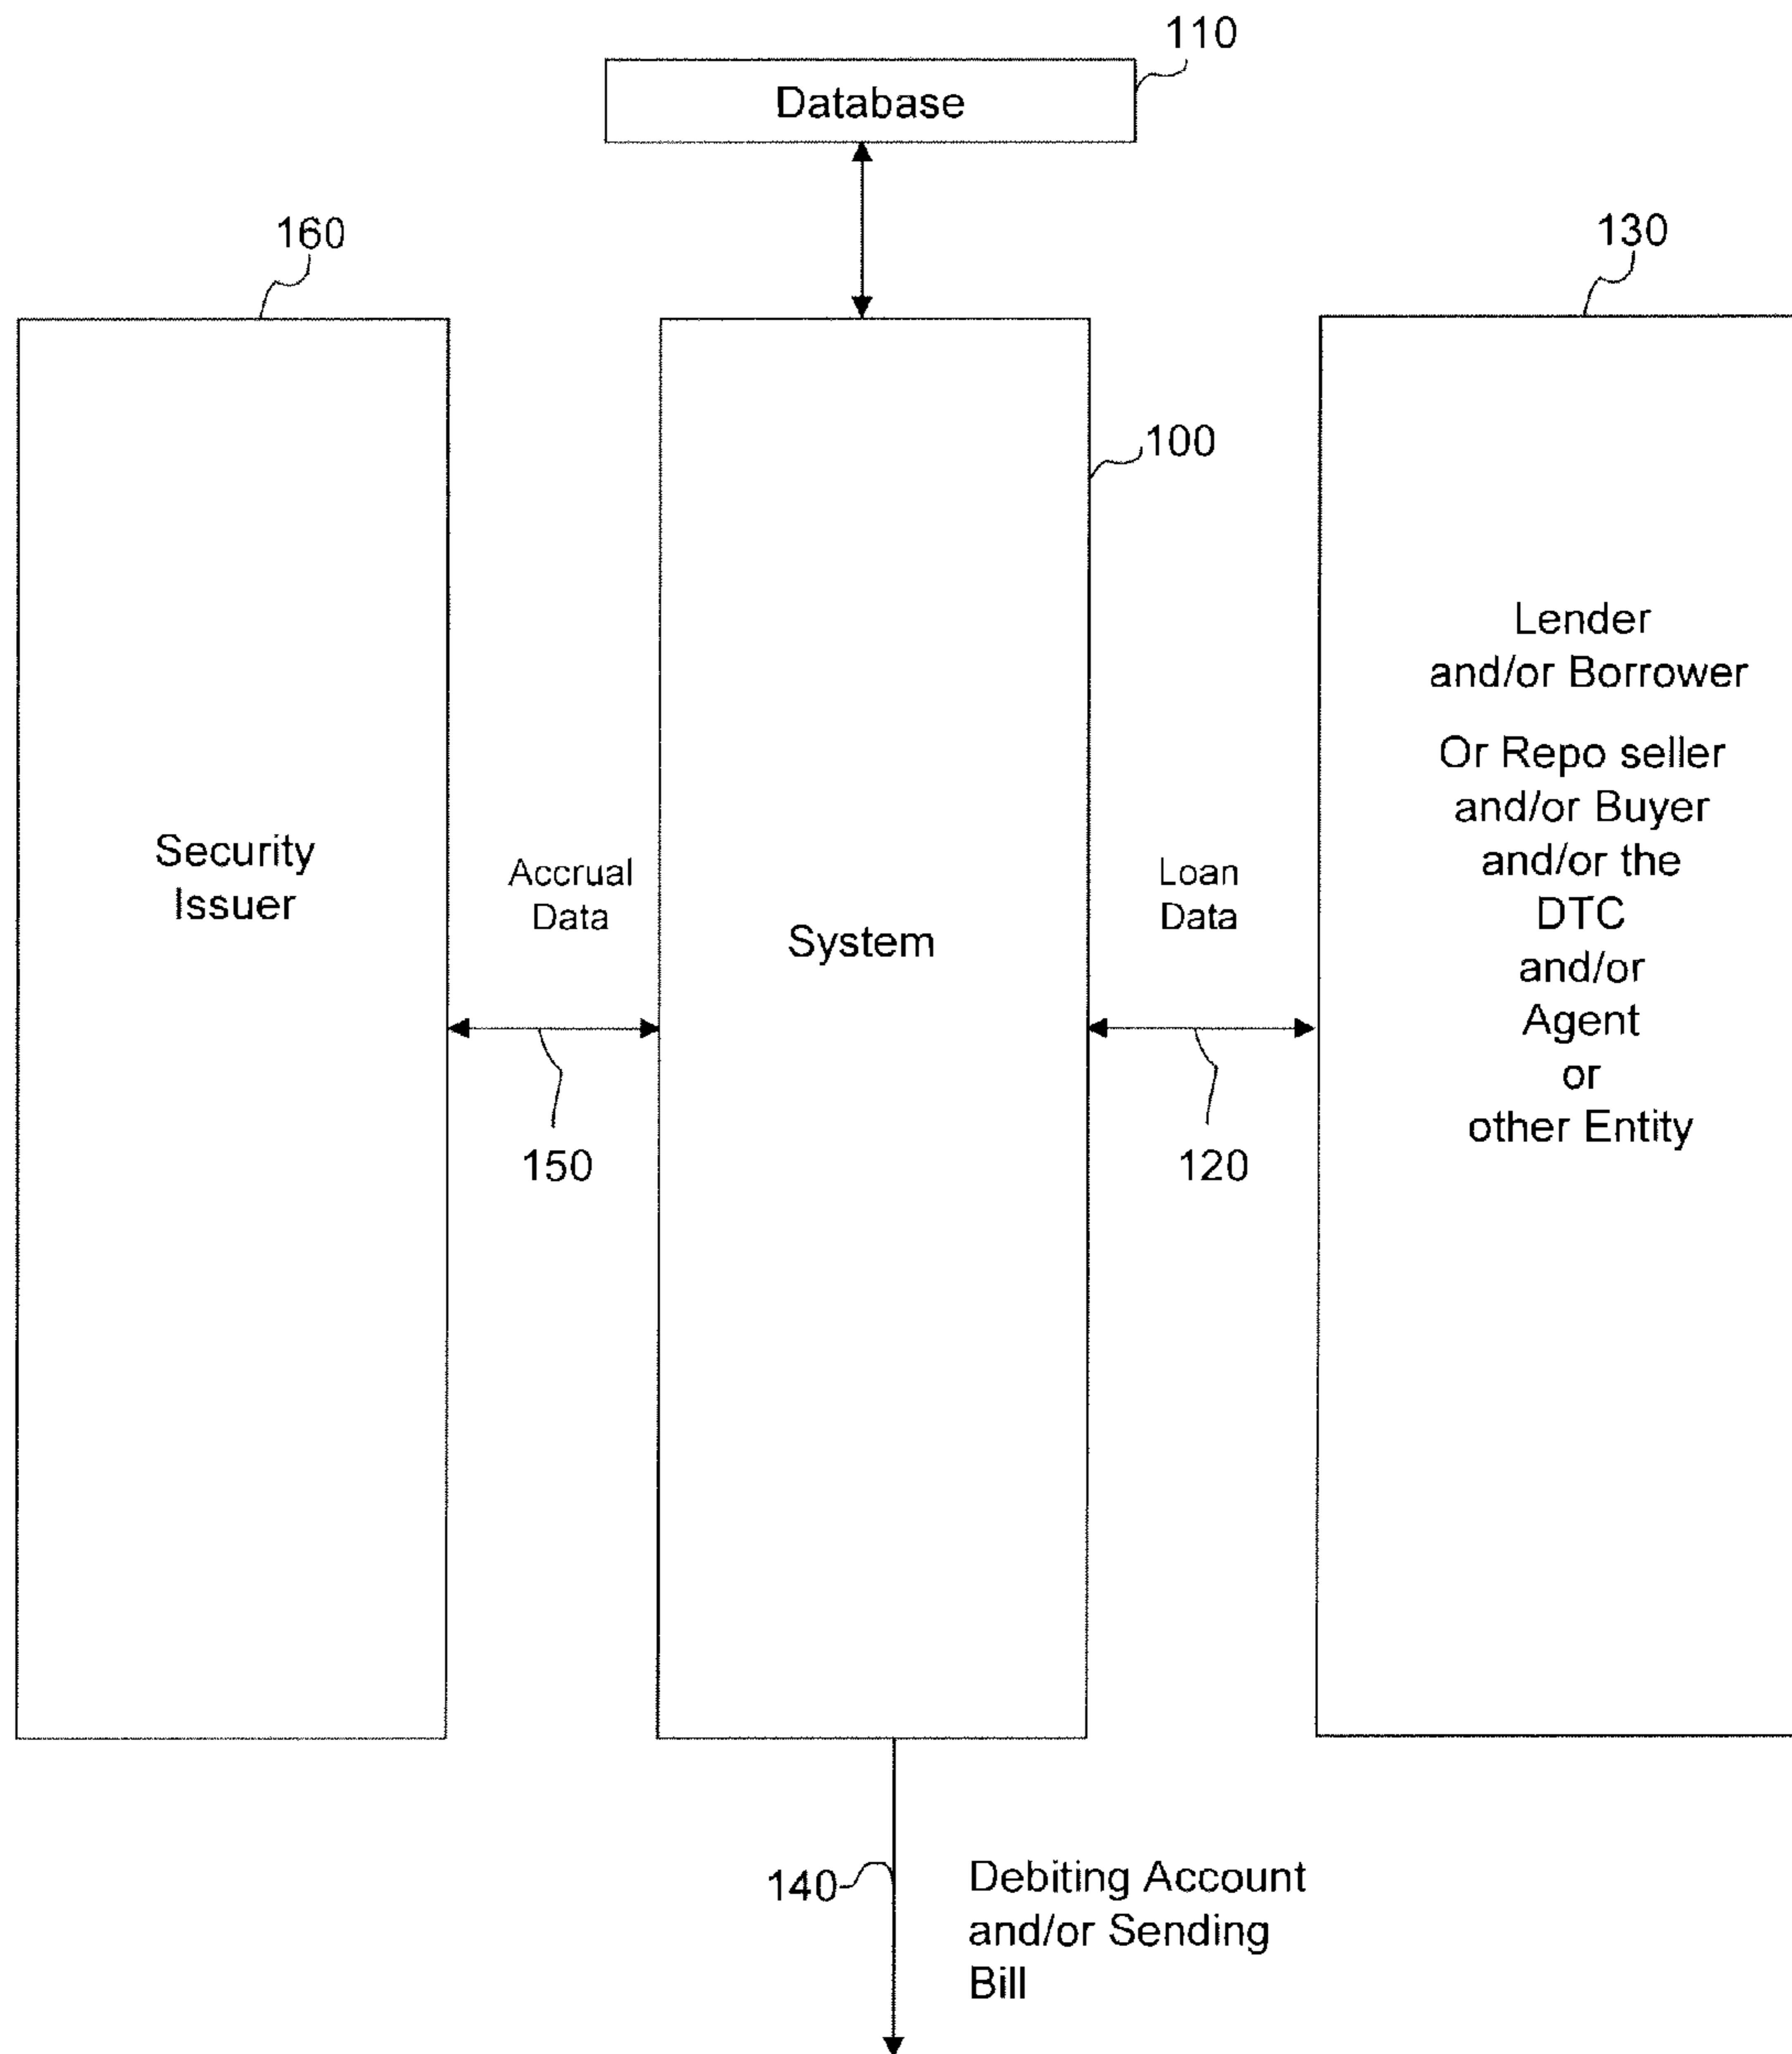 110
Database
160
130
100
Lender
and/or Borrower
Or Repo seller
and/or Buyer
and/or the
DTC
and/or
Agent
or
other Entity
Security
Issuer
Accrual
Data
System
Loan
Data
150
120
140
Debiting Account
and/or Sending
Bill